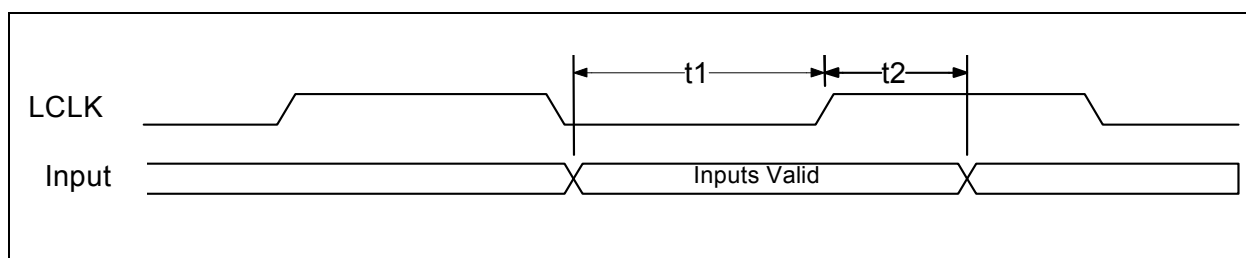 t1
t2
LCLK
Input
Inputs Valid